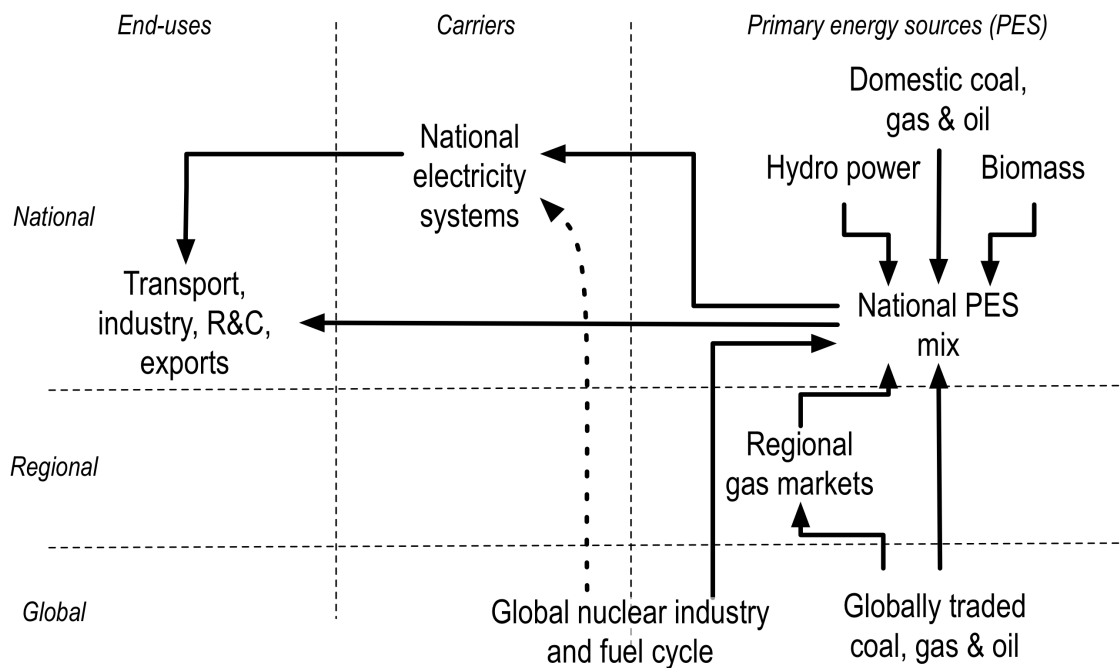 End-uses
Carriers
Primary energy sources (PES)
Domestic coal,
gas & oil
National
electricity
systems
Hydro power
Biomass
National
Transport,
industry, R&C,
exports
National PES
mix
Regional
Regional
gas markets
Global
Global nuclear industry
and fuel cycle
Globally traded
coal, gas & oil